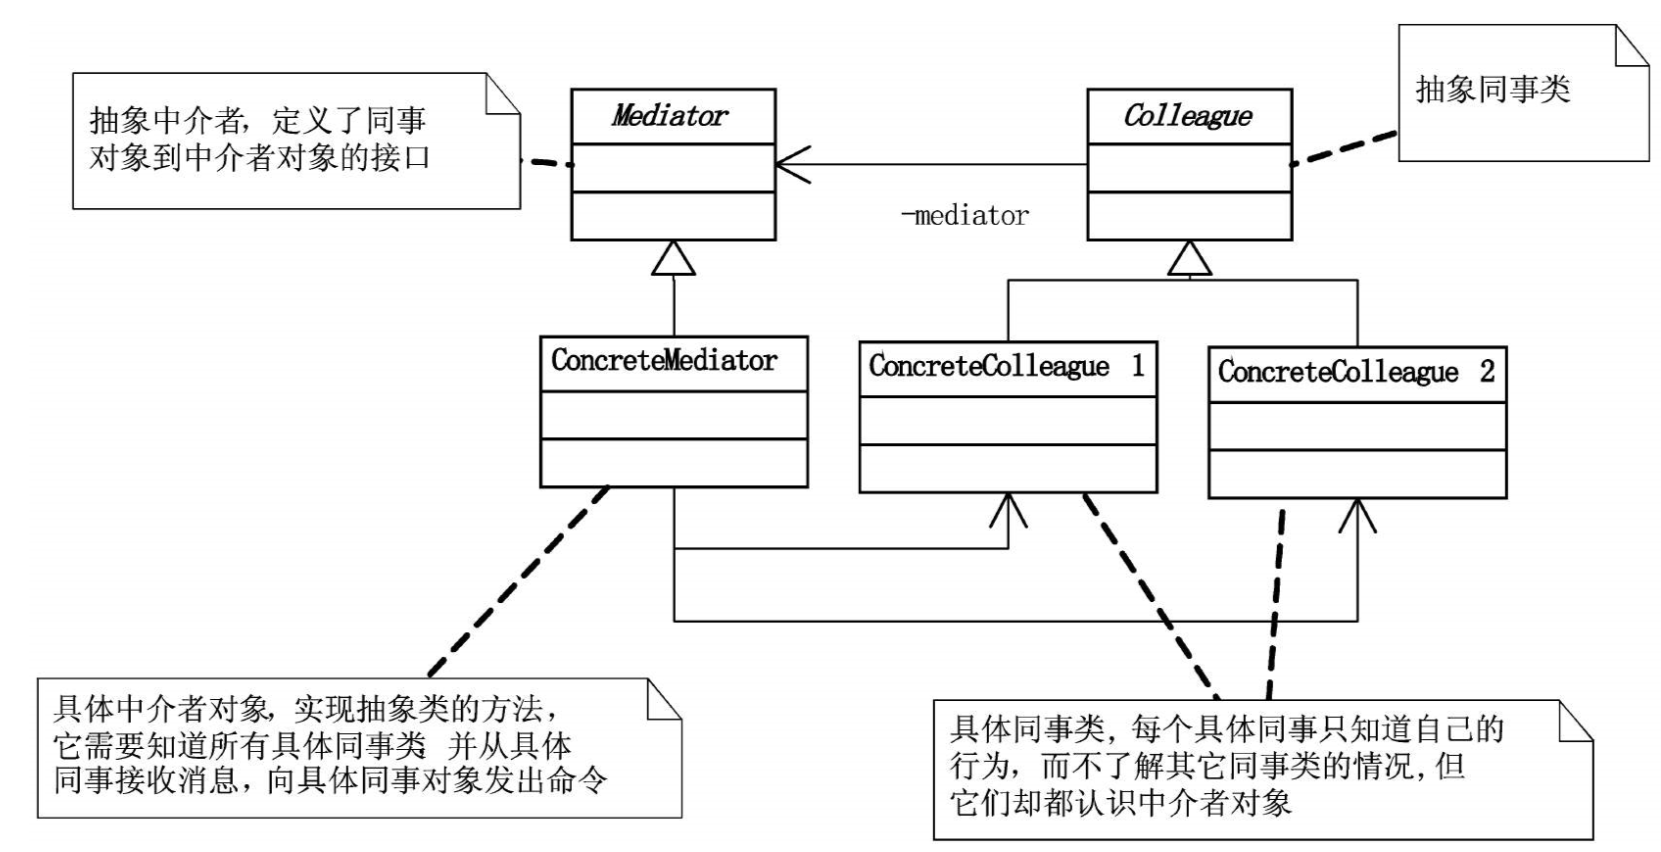 抽象同事类
Mediator
Colleague
抽象中介者，定义了同事
对象到中介者对象的接口
-mediator
ConcreteMediator
ConcreteColleague 1
ConcreteColleague 2
具体中介者对象，实现抽象类的方法，
它需要知道所有具体同事类；并从具体
同事接收消息，向具体同事对象发出命令
具体同事类，每个具体同事只知道自己的
行为，而不了解其它同事类的情况，但
它们却都认识中介者对象